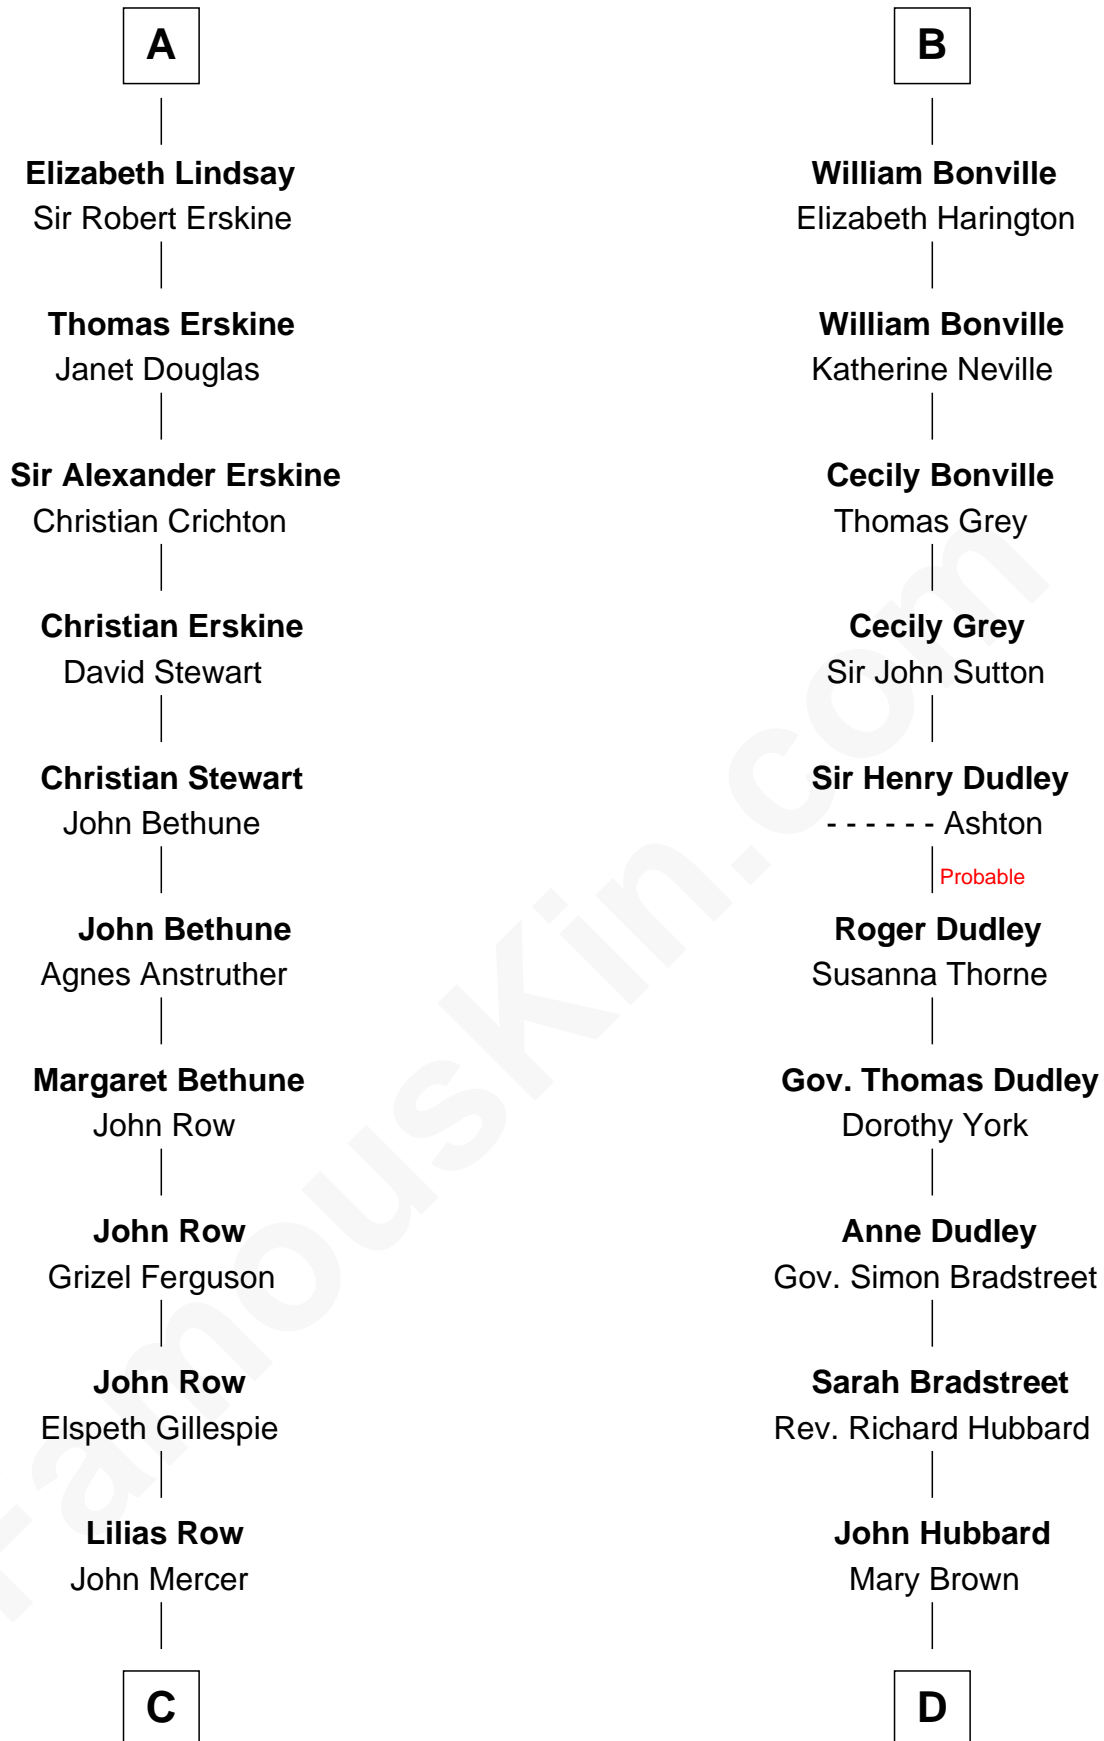 A
Elizabeth Lindsay
Sir Robert Erskine
Thomas Erskine
Janet Douglas
Sir Alexander Erskine
Christian Crichton
Christian Erskine
David Stewart
Christian Stewart
John Bethune
John Bethune
Agnes Anstruther
Margaret Bethune
John Row
John Row
Grizel Ferguson
John Row
Elspeth Gillespie
Lilias Row
John Mercer
C
B
William Bonville
Elizabeth Harington
William Bonville
Katherine Neville
Cecily Bonville
Thomas Grey
Cecily Grey
Sir John Sutton
Sir Henry Dudley
- - - - - - Ashton
Probable
Roger Dudley
Susanna Thorne
Gov. Thomas Dudley
Dorothy York
Anne Dudley
Gov. Simon Bradstreet
Sarah Bradstreet
Rev. Richard Hubbard
John Hubbard
Mary Brown
D
FamousKin.com